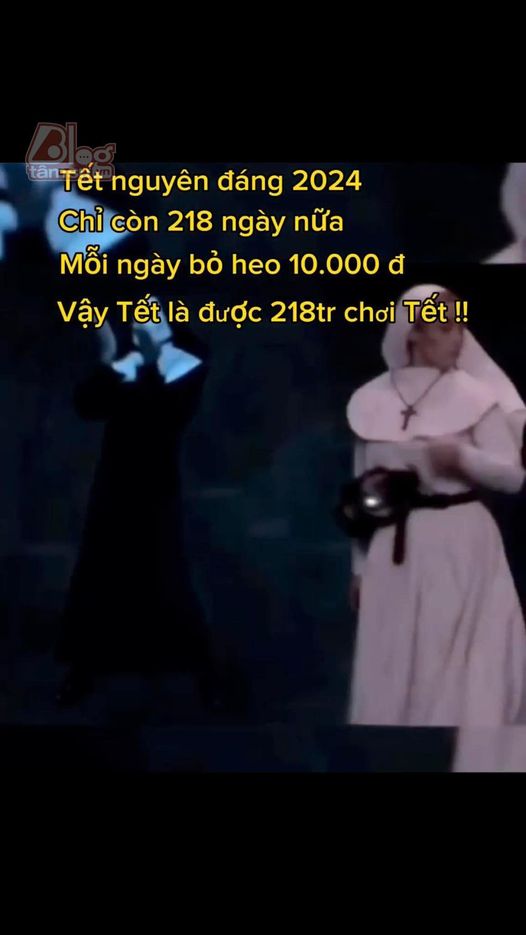 Blog
Tết nguyên đáng 2024
Chỉ còn 218 ngày nữa
Mỗi ngày bỏ heo 10.000 đ
Vậy Tết là được 218tr chơi Tết !!